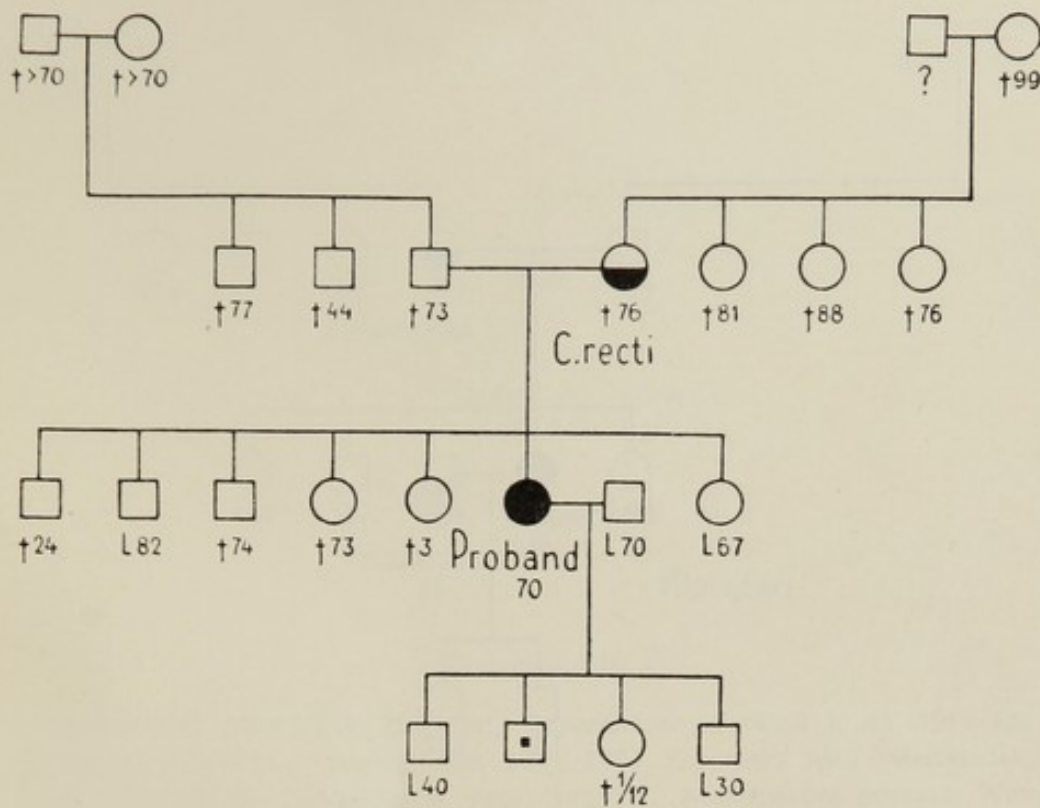 †>70 †>70 ? †99
†77 †44 †73 †76 †81 †88 †76
C.recti
†24 L82 †74 †73 †3 Proband L70 L67
70
L40 †1/12 L30